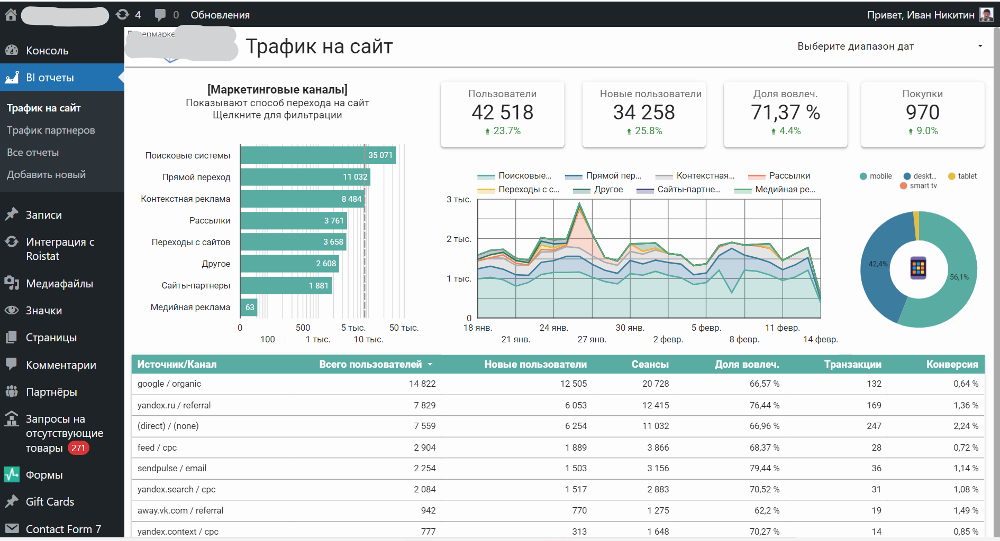 4
0
Обновления
Привет, Иван Никитин
Консоль
BI отчеты
Трафик на сайт
Трафик партнеров
Все отчеты
Добавить новый
Записи
Интеграция с
Roistat
Медиафайлы
Значки
Страницы
Комментарии
Партнёры
Запросы на
отсутствующие
товары 271
Формы
Gift Cards
Contact Form 7
Трафик на сайт
Выберите диапазон дат
[Маркетинговые каналы]
Показывают способ перехода на сайт
Щелкните для фильтрации
Поисковые системы 35 071
Прямой переход 11 032
Контекстная реклама 8 484
Рассылки 3 761
Переходы с сайтов 3 658
Другое 2 608
Сайты-партнеры 1 881
Медийная реклама 63
0 500 5 тыс. 50 тыс.
100 1 тыс. 10 тыс.
Пользователи
42 518
23.7%
Новые пользователи
34 258
25.8%
Доля вовлеч.
71,37 %
4.4%
Покупки
970
9.0%
Поисковые... Прямой пер... Контекстная... Рассылки
Переходы с с... Другое Сайты-партне... Медийная ре...
3 тыс.
2 тыс.
1 тыс.
0
18 янв. 24 янв. 30 янв. 5 февр. 11 февр.
21 янв. 27 янв. 2 февр. 8 февр. 14 февр.
mobile deskt... tablet
smart tv
42,4%
56,1%
Источник/Канал Всего пользователей Новые пользователи Сеансы Доля вовлеч. Транзакции Конверсия
google / organic 14 822 12 505 20 728 66,57 % 132 0,64 %
yandex.ru / referral 7 829 6 053 12 415 76,44 % 169 1,36 %
(direct) / (none) 7 559 6 254 11 032 66,96 % 247 2,24 %
feed / cpc 2 904 1 889 3 866 68,37 % 28 0,72 %
sendpulse / email 2 254 1 503 3 156 79,44 % 36 1,14 %
yandex.search / cpc 2 084 1 517 2 883 70,52 % 31 1,08 %
away.vk.com / referral 942 770 1 275 62,2 % 19 1,49 %
yandex.context / cpc 777 313 1 648 70,27 % 14 0,85 %